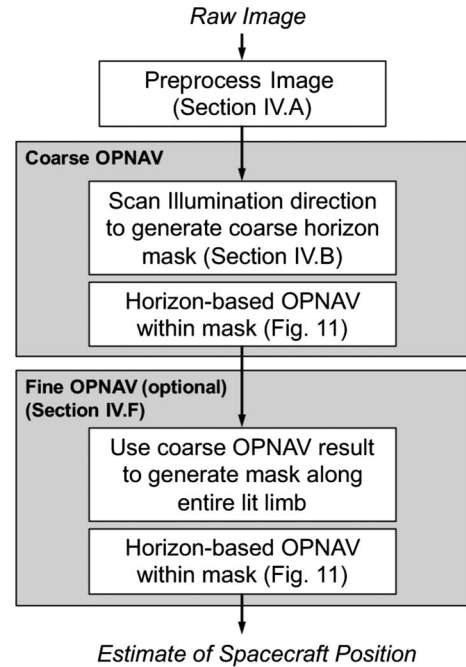 Raw Image
Preprocess Image
(Section IV.A)
Coarse OPNAV
Scan Illumination direction
to generate coarse horizon
mask (Section IV.B)
Horizon-based OPNAV
within mask (Fig. 11)
Fine OPNAV (optional)
(Section IV.F)
Use coarse OPNAV result
to generate mask along
entire lit limb
Horizon-based OPNAV
within mask (Fig. 11)
Estimate of Spacecraft Position